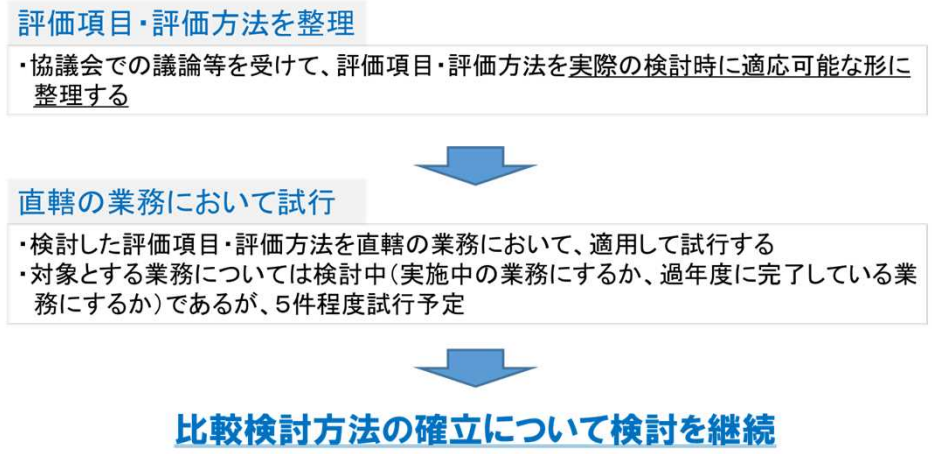 評価項目・評価方法を整理
・協議会での議論等を受けて、評価項目・評価方法を実際の検討時に適応可能な形に
整理する
直轄の業務において試行
・検討した評価項目・評価方法を直轄の業務において、適用して試行する
・対象とする業務については検討中（実施中の業務にするか、過年度に完了している業
務にするか）であるが、５件程度試行予定
比較検討方法の確立について検討を継続